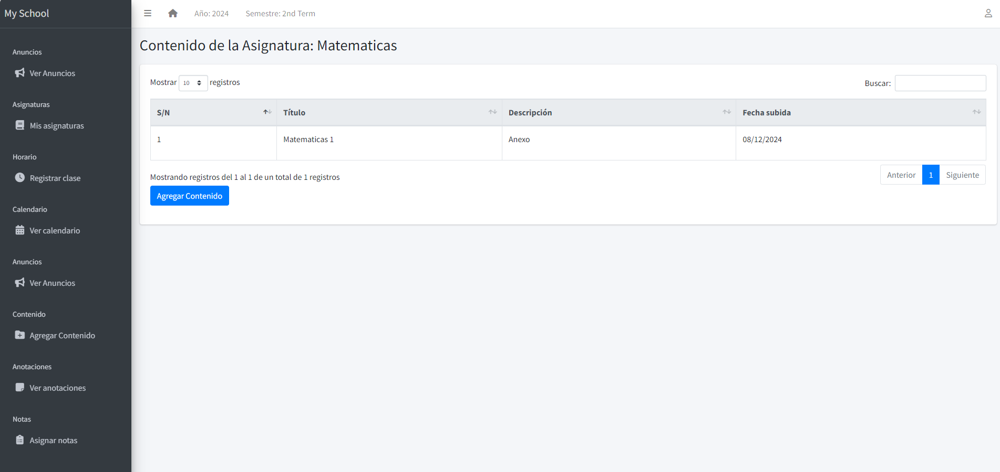 My School
Año: 2024 Semestre: 2nd Term
Anuncios
Ver Anuncios
Asignaturas
Mis asignaturas
Horario
Registrar clase
Calendario
Ver calendario
Anuncios
Ver Anuncios
Contenido
Agregar Contenido
Anotaciones
Ver anotaciones
Notas
Asignar notas
Contenido de la Asignatura: Matematicas
Mostrar 10 registros
Buscar:
S/N Título Descripción Fecha subida
1 Matematicas 1 Anexo 08/12/2024
Mostrando registros del 1 al 1 de un total de 1 registros
Anterior 1 Siguiente
Agregar Contenido